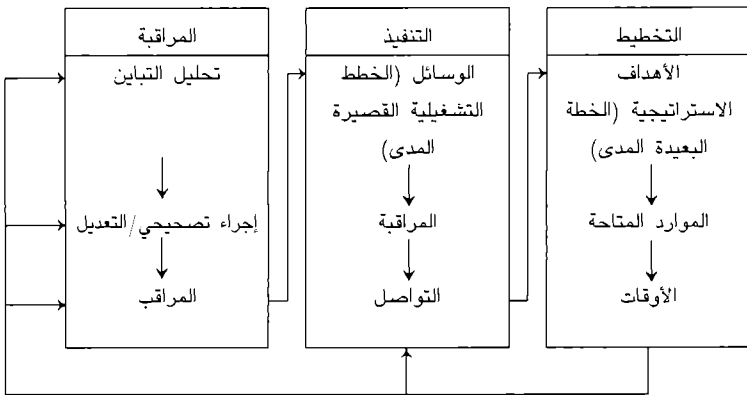 التخطيط
الأهداف
الاستراتيجية (الخطة
البعيدة المدى)
الموارد المتاحة
الأوقات
التنفيذ
الوسائل (الخطط
التشغيلية القصيرة
المدى)
المراقبة
التواصل
المراقبة
تحليل التباين
إجراء تصحيحي/التعديل
المراقب